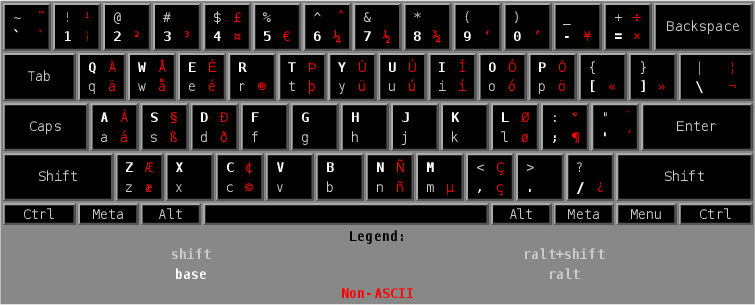 ~ ~ ! ¹ @ # $ £ % ^ & * ( ) _ + ÷ Backspace
` ` 1 ¡ 2 ² 3 ³ 4 ¤ 5 € 6 ¼ 7 ½ 8 ¾ 9 ‘ 0 ’ - ¥ = ×
Tab Q Ä W Å E É R T Þ Y Ü U Ú I Í O Ó P Ö { } | ¦
q ä w å e é r ® t þ y ü u ú i í o ó p ö [ « ] » \ ¬
Caps A Á S § D Ð F G H J K L Ø : ° " ¨ Enter
a á s ß d ð f g h j k l ø ; ¶ ' ´
Shift Z Æ X C ¢ V B N Ñ M < Ç > ? Shift
z æ x c © v b n ñ m µ , ç . / ¿
Ctrl Meta Alt Alt Meta Menu Ctrl
Legend:
shift ralt+shift
base ralt
Non-ASCII